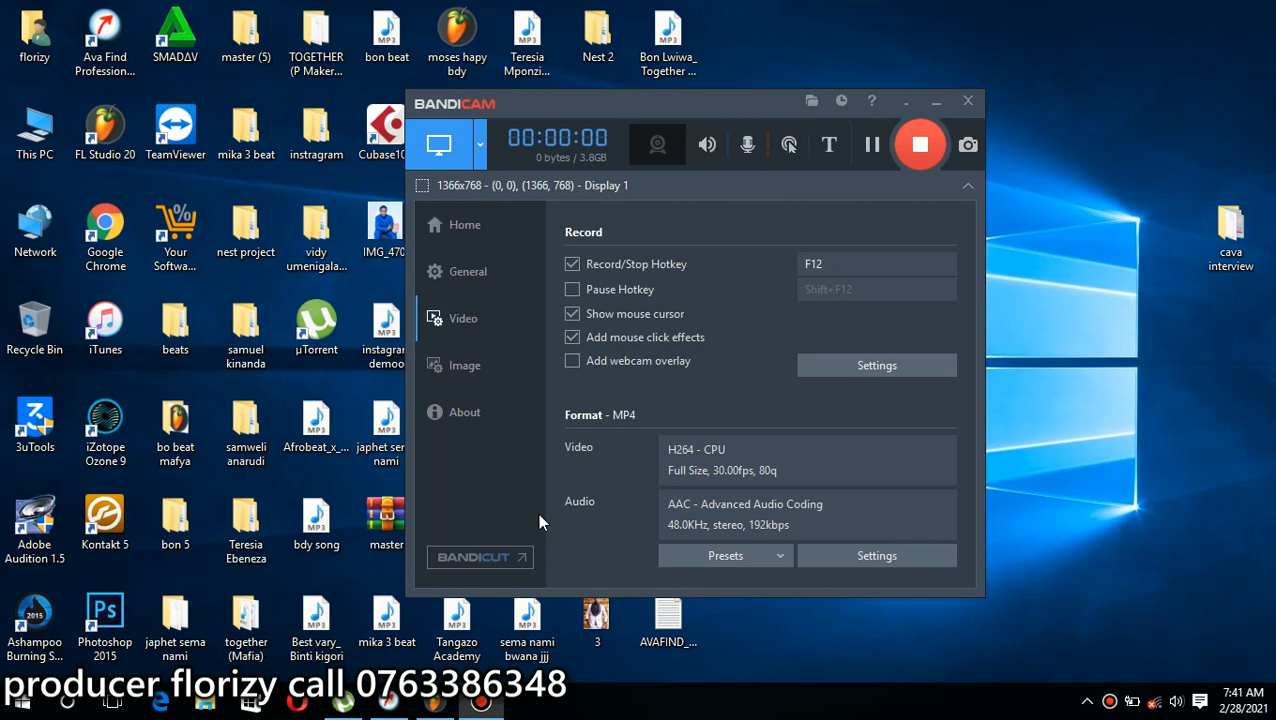 florizy
Ava Find
Profession...
SMADΔV
master (5)
TOGETHER
(P Maker...
bon beat
moses hapy
bdy
Teresia
Mponzi...
Nest 2
Bon Lwiwa_
Together ...
BANDICAM
00:00:00
0 bytes / 3.8GB
1366x768 - (0, 0), (1366, 768) - Display 1
Home
General
Video
Image
About
BANDICUT
Record
Record/Stop Hotkey
F12
Pause Hotkey
Shift+F12
Show mouse cursor
Add mouse click effects
Add webcam overlay
Settings
Format - MP4
Video
H264 - CPU
Full Size, 30.00fps, 80q
Audio
AAC - Advanced Audio Coding
48.0KHz, stereo, 192kbps
Presets
Settings
This PC
FL Studio 20
TeamViewer
mika 3 beat
instragram
Cubase10
Network
Google
Chrome
Your
Softwa...
nest project
vidy
umenigala...
IMG_470
cava
interview
Recycle Bin
iTunes
beats
samuel
kinanda
µTorrent
instagram
demoo
3uTools
iZotope
Ozone 9
bo beat
mafya
samweli
anarudi
Afrobeat_x_...
japhet sema
nami
Adobe
Audition 1.5
Kontakt 5
bon 5
Teresia
Ebeneza
bdy song
master
2015
Ashampoo
Burning S...
Ps
Photoshop
2015
japhet sema
nami
together
(Mafia)
Best vary_
Binti kigori
mika 3 beat
Tangazo
Academy
sema nami
bwana jjj
3
AVAFIND_...
producer florizy call 0763386348
7:41 AM
2/28/2021